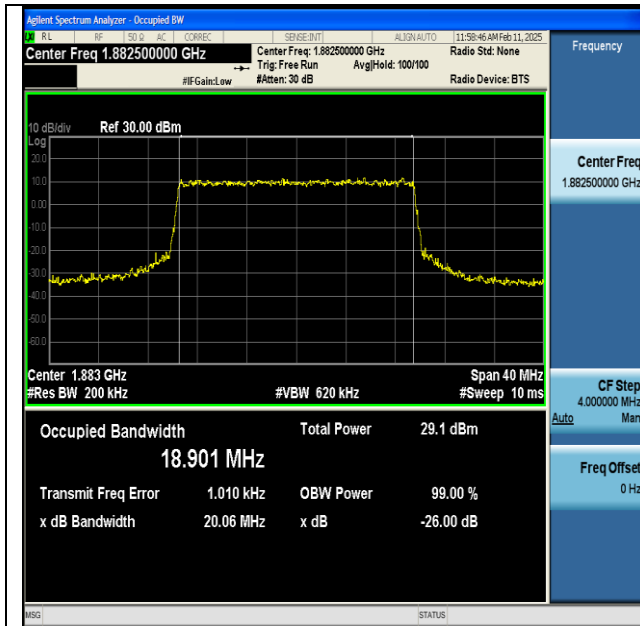 Agilent Spectrum Analyzer - Occupied BW
RL RF 50 Ω AC CORREC SENSE:INT ALIGN AUTO 11:58:46 AM Feb 11, 2025
Center Freq 1.882500000 GHz
Center Freq: 1.882500000 GHz
Radio Std: None
Trig: Free Run Avg|Hold: 100/100
#IFGain:Low #Atten: 30 dB Radio Device: BTS
10 dB/div Ref 30.00 dBm
Log
20.0
10.0
0.00
-10.0
-20.0
-30.0
-40.0
-50.0
-60.0
Center 1.883 GHz Span 40 MHz
#Res BW 200 kHz #VBW 620 kHz #Sweep 10 ms
Occupied Bandwidth Total Power 29.1 dBm
18.901 MHz
Transmit Freq Error 1.010 kHz OBW Power 99.00 %
x dB Bandwidth 20.06 MHz x dB -26.00 dB
MSG STATUS
Frequency
Center Freq
1.882500000 GHz
CF Step
4.000000 MHz
Auto Man
Freq Offset
0 Hz